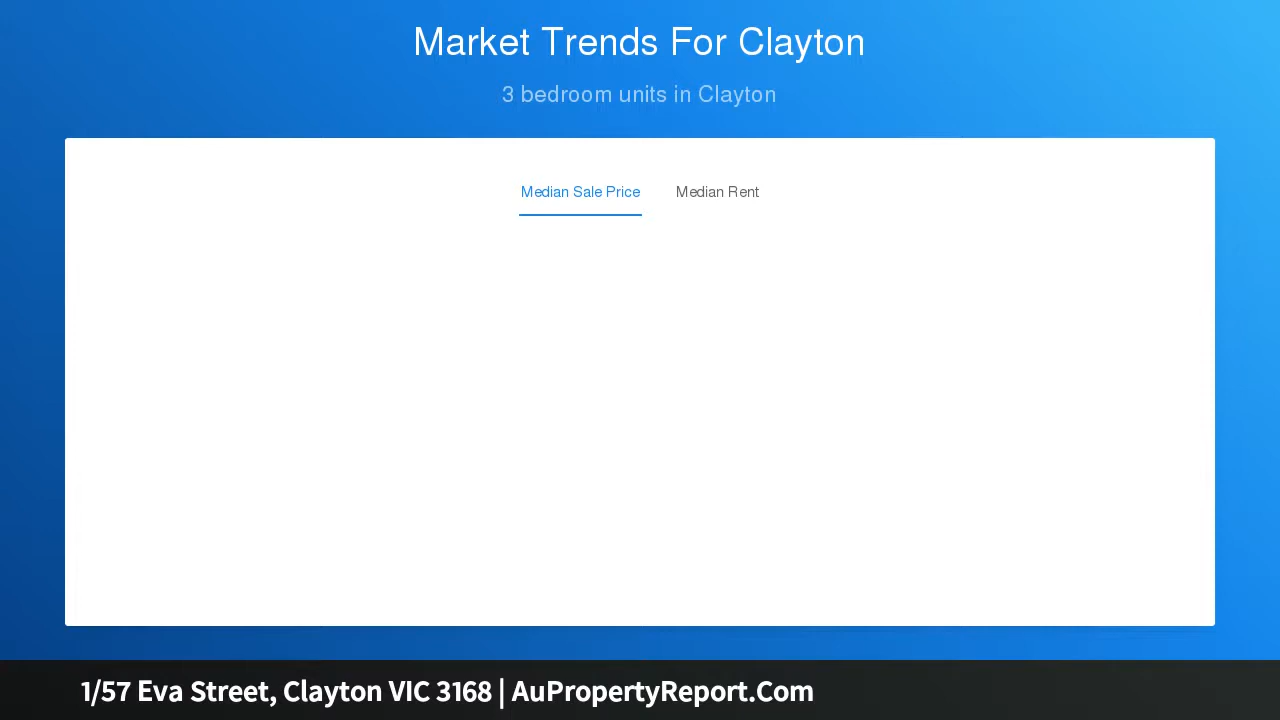 Market Trends For Clayton
3 bedroom units in Clayton
Median Sale Price Median Rent
1/57 Eva Street, Clayton VIC 3168 | AuPropertyReport.Com